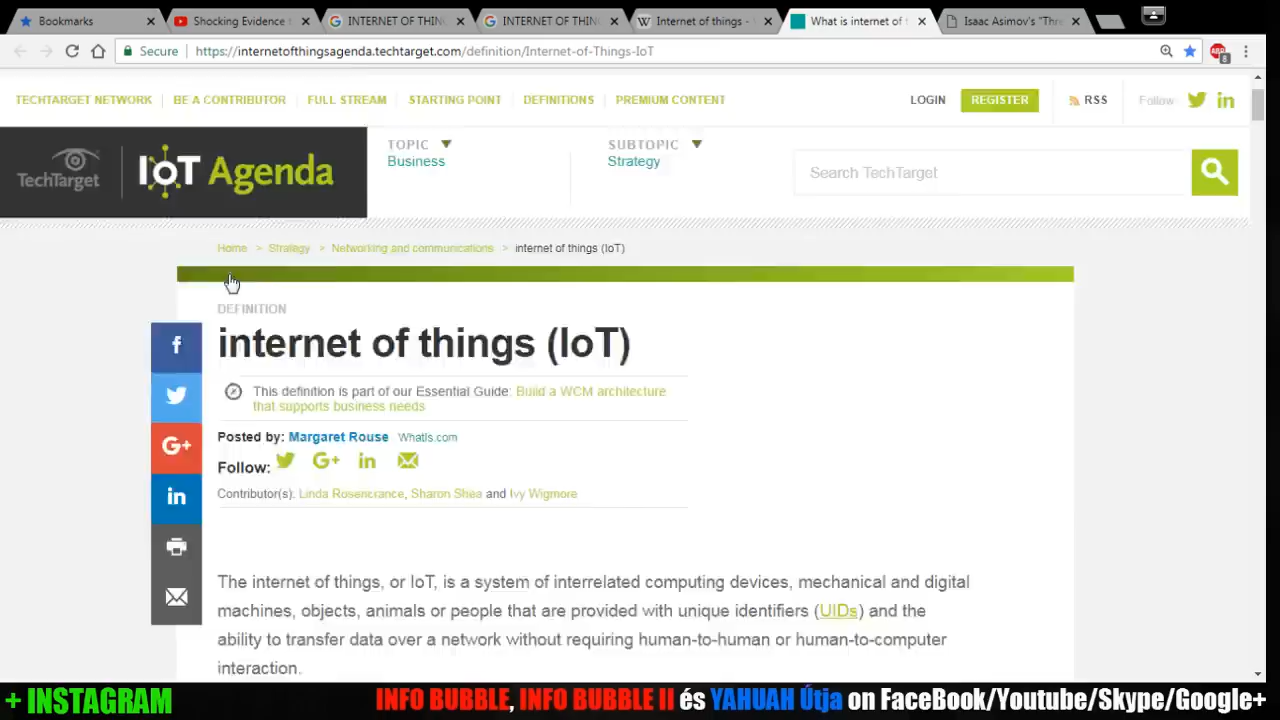 Bookmarks
Shocking Evidence
INTERNET OF THIN
INTERNET OF THIN
Internet of things -
What is internet of
Isaac Asimov's "Thre
Secure
https://internetofthingsagenda.techtarget.com/definition/Internet-of-Things-IoT
ABP
8
TECHTARGET NETWORK
BE A CONTRIBUTOR
FULL STREAM
STARTING POINT
DEFINITIONS
PREMIUM CONTENT
LOGIN
REGISTER
RSS
Follow:
TechTarget
IoT Agenda
TOPIC
Business
SUBTOPIC
Strategy
Search TechTarget
Home > Strategy > Networking and communications > internet of things (IoT)
DEFINITION
internet of things (IoT)
This definition is part of our Essential Guide: Build a WCM architecture
that supports business needs
Posted by: Margaret Rouse WhatIs.com
Follow: G+ in
Contributor(s): Linda Rosencrance, Sharon Shea and Ivy Wigmore
f
G+
in
The internet of things, or IoT, is a system of interrelated computing devices, mechanical and digital
machines, objects, animals or people that are provided with unique identifiers (UIDs) and the
ability to transfer data over a network without requiring human-to-human or human-to-computer
interaction.
+ INSTAGRAM
INFO BUBBLE, INFO BUBBLE II és YAHUAH Útja on FaceBook/Youtube/Skype/Google+